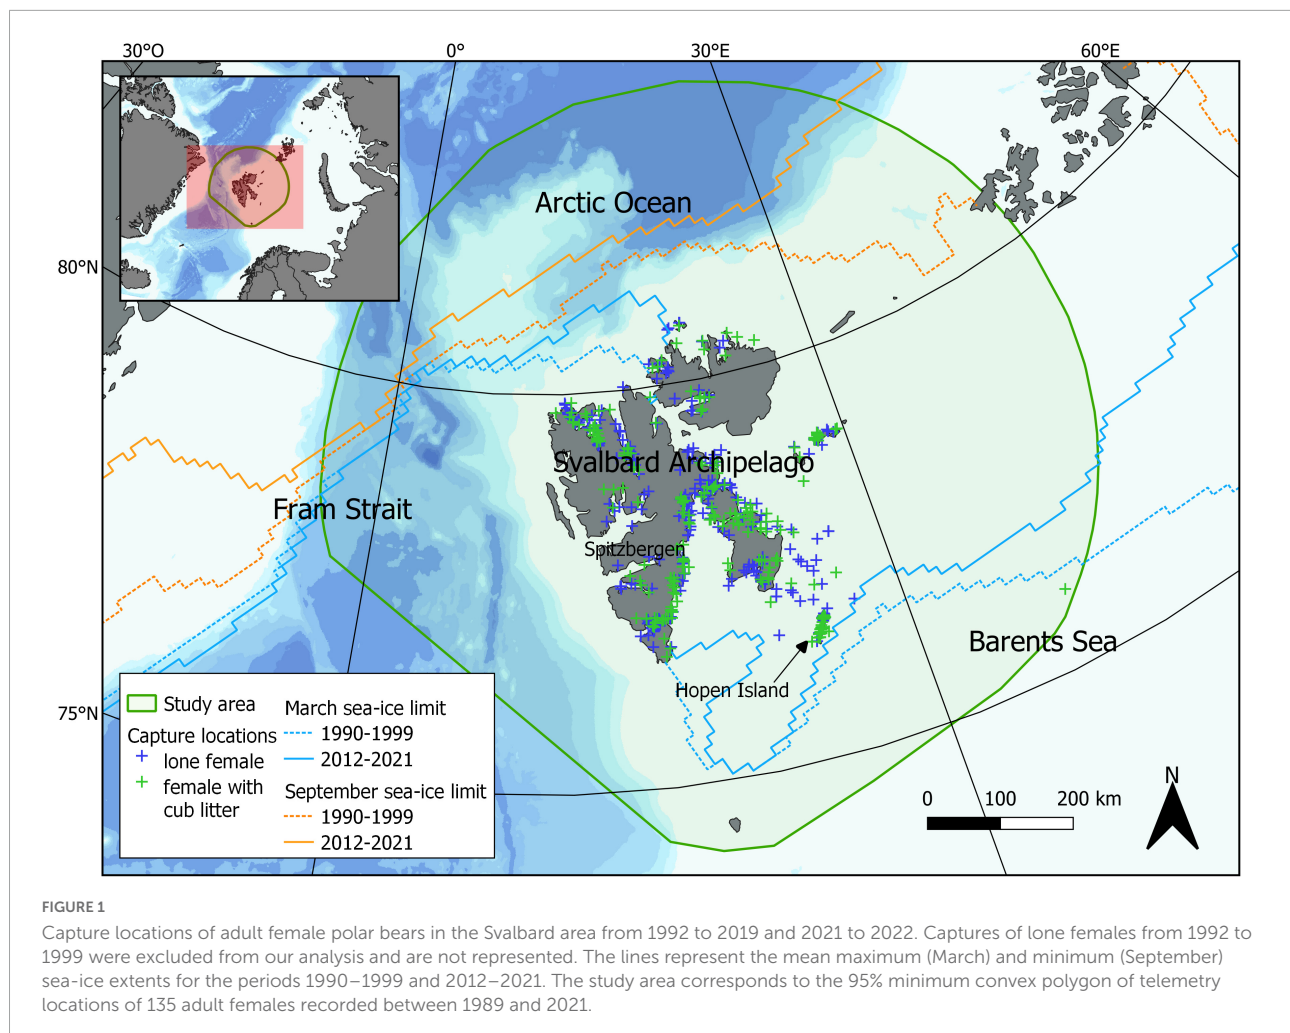 30°O 0° 30°E 60°E
Arctic Ocean
80°N
Svalbard Archipelago
Fram Strait
Spitzbergen
Barents Sea
Hopen Island
75°N
Study area
Capture locations
lone female
female with
cub litter
March sea-ice limit
1990-1999
2012-2021
September sea-ice limit
1990-1999
2012-2021
N
0 100 200 km
FIGURE 1
Capture locations of adult female polar bears in the Svalbard area from 1992 to 2019 and 2021 to 2022. Captures of lone females from 1992 to
1999 were excluded from our analysis and are not represented. The lines represent the mean maximum (March) and minimum (September)
sea-ice extents for the periods 1990–1999 and 2012–2021. The study area corresponds to the 95% minimum convex polygon of telemetry
locations of 135 adult females recorded between 1989 and 2021.